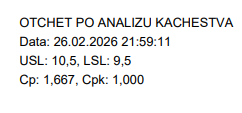 OTCHET PO ANALIZU KACHESTVA
Data: 26.02.2026 21:59:11
USL: 10,5, LSL: 9,5
Cp: 1,667, Cpk: 1,000